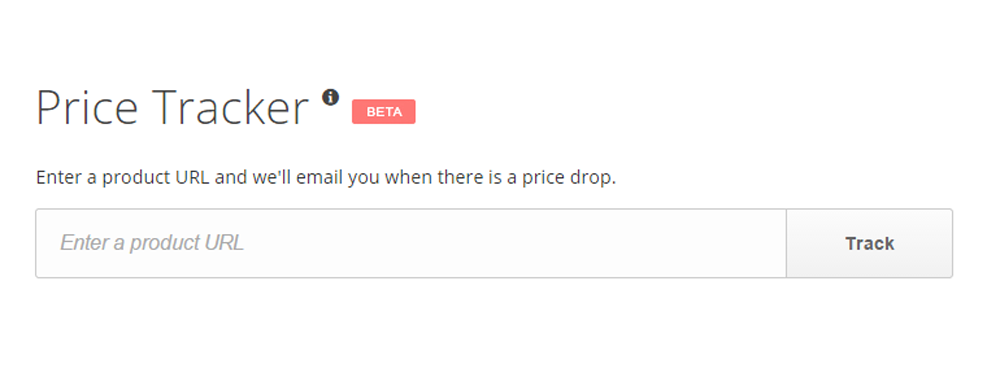 Price Tracker BETA
Enter a product URL and we'll email you when there is a price drop.
Enter a product URL Track